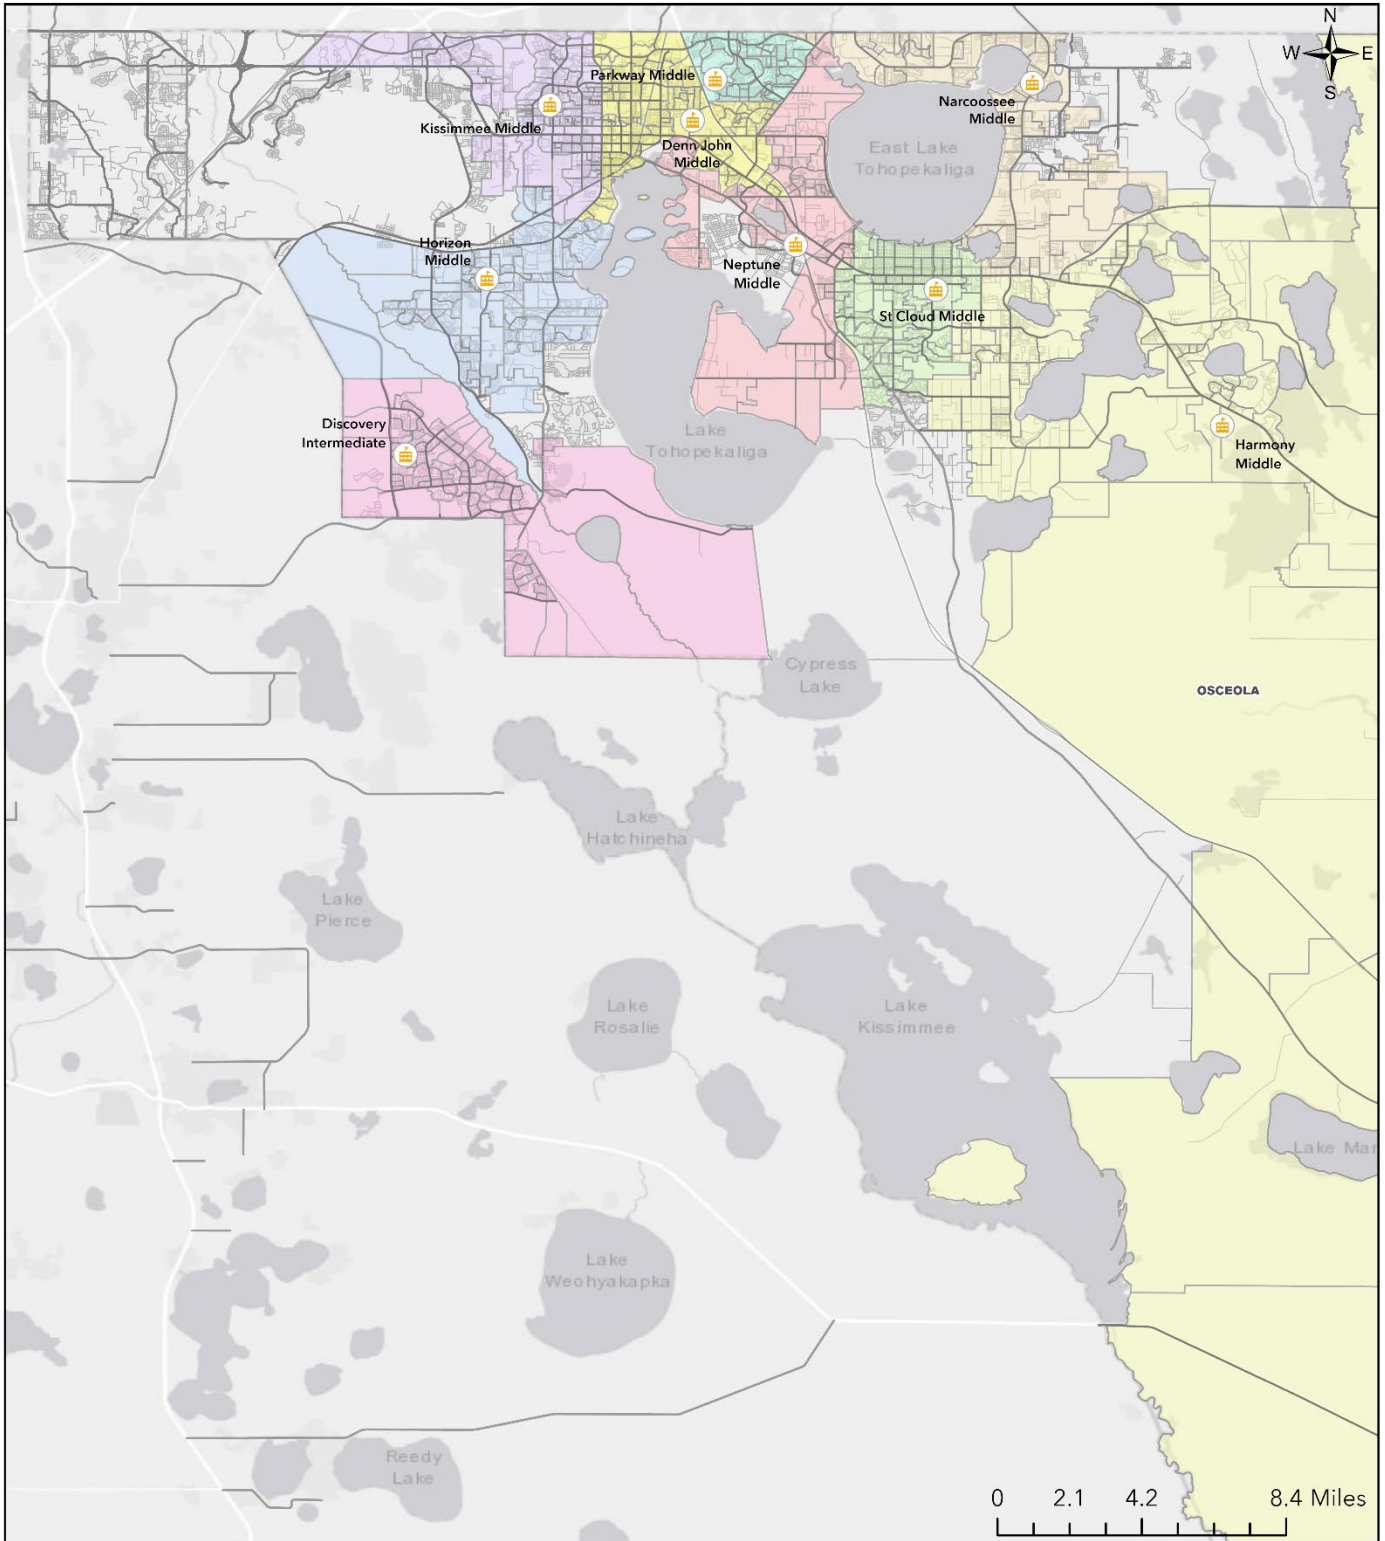 N
W E
S
Parkway Middle
Kissimmee Middle
Narcoossee
Middle
Denn John
Middle
East Lake
Tohopekaliga
Horizon
Middle
Neptune
Middle
St Cloud Middle
Discovery
Intermediate
Lake
Tohopekaliga
Harmony
Middle
Cypress
Lake
OSCEOLA
Lake
Hatchineha
Lake
Pierce
Lake
Rosalie
Lake
Kissimmee
Lake Mar
Lake
Weohyakapka
Reedy
Lake
0 2.1 4.2 8.4 Miles